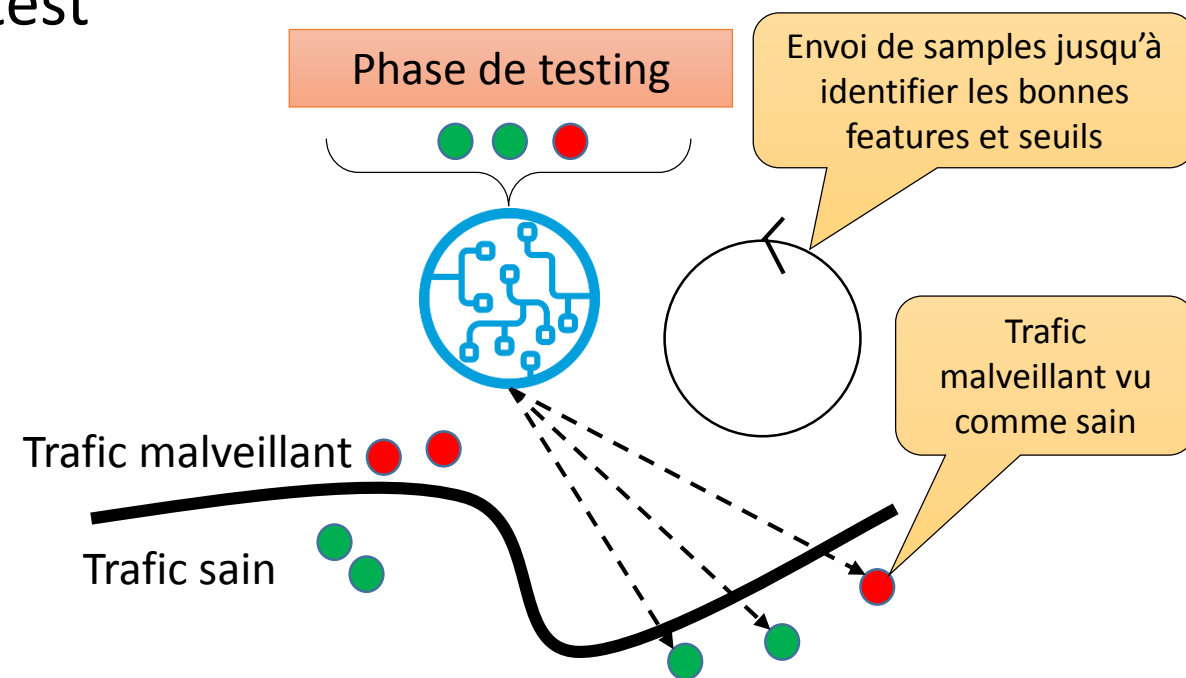 test
Phase de testing
Envoi de samples jusqu’à
identifier les bonnes
features et seuils
Trafic
malveillant vu
comme sain
Trafic malveillant
Trafic sain